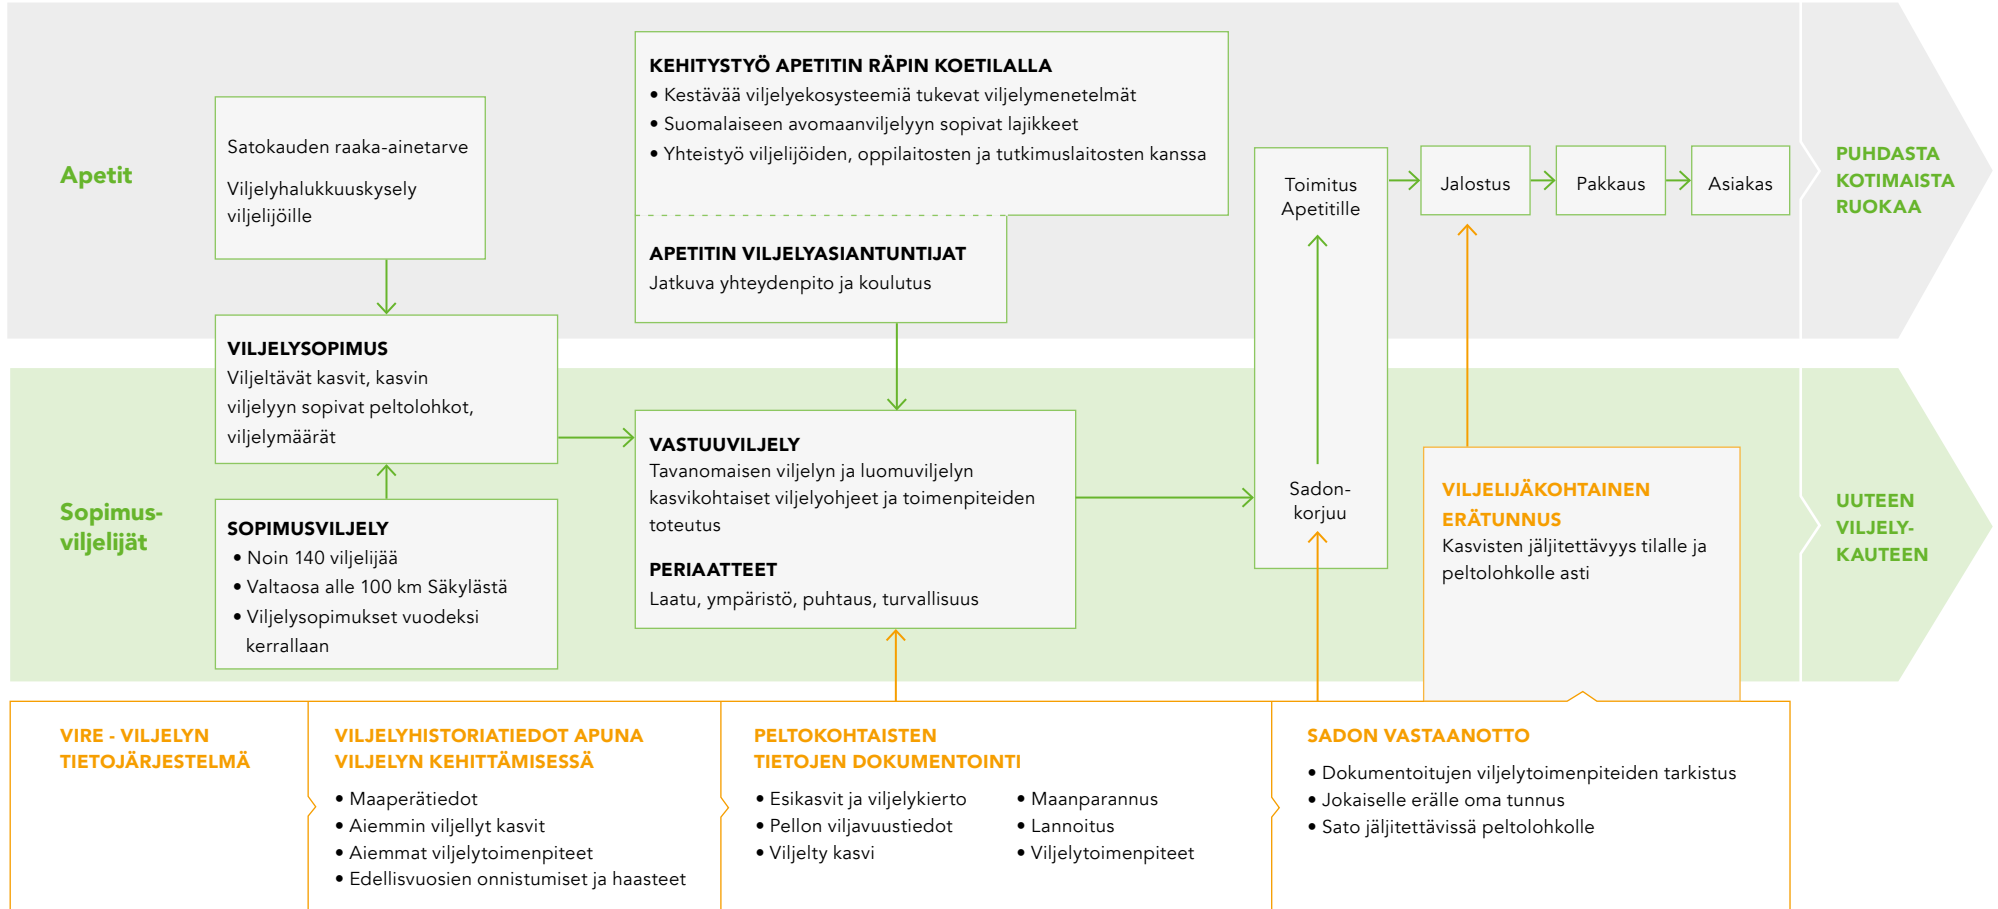 Apetit
Satokauden raaka-ainetarve
Viljelyhalukkuuskysely
viljelijöille
KEHITYSTYÖ APETITIN RÄPIN KOETILALLA
• Kestävää viljelyekosysteemiä tukevat viljelymenetelmät
• Suomalaiseen avomaanviljelyyn sopivat lajikkeet
• Yhteistyö viljelijöiden, oppilaitosten ja tutkimuslaitosten kanssa
APETITIN VILJELYASIANTUNTIJAT
Jatkuva yhteydenpito ja koulutus
Toimitus
Apetitille
Jalostus
Pakkaus
Asiakas
PUHDASTA
KOTIMAISTA
RUOKAA
VILJELYSOPIMUS
Viljeltävät kasvit, kasvin
viljelyyn sopivat peltolohkot,
viljelymäärät
Sopimus-
viljelijät
SOPIMUSVILJELY
• Noin 140 viljelijää
• Valtaosa alle 100 km Säkylästä
• Viljelysopimukset vuodeksi
kerrallaan
VASTUUVILJELY
Tavanomaisen viljelyn ja luomuviljelyn
kasvikohtaiset viljelyohjeet ja toimenpiteiden
toteutus
PERIAATTEET
Laatu, ympäristö, puhtaus, turvallisuus
Sadon-
korjuu
VILJELIJÄKOHTAINEN
ERÄTUNNUS
Kasvisten jäljitettävyys tilalle ja
peltolohkolle asti
UUTEEN
VILJELY-
KAUTEEN
VIRE - VILJELYN
TIETOJÄRJESTELMÄ
VILJELYHISTORIATIEDOT APUNA
VILJELYN KEHITTÄMISESSÄ
• Maaperätiedot
• Aiemmin viljellyt kasvit
• Aiemmat viljelytoimenpiteet
• Edellisvuosien onnistumiset ja haasteet
PELTOKOHTAISTEN
TIETOJEN DOKUMENTOINTI
• Esikasvit ja viljelykierto
• Pellon viljavuustiedot
• Viljelty kasvi
• Maanparannus
• Lannoitus
• Viljelytoimenpiteet
SADON VASTAANOTTO
• Dokumentoitujen viljelytoimenpiteiden tarkistus
• Jokaiselle erälle oma tunnus
• Sato jäljitettävissä peltolohkolle